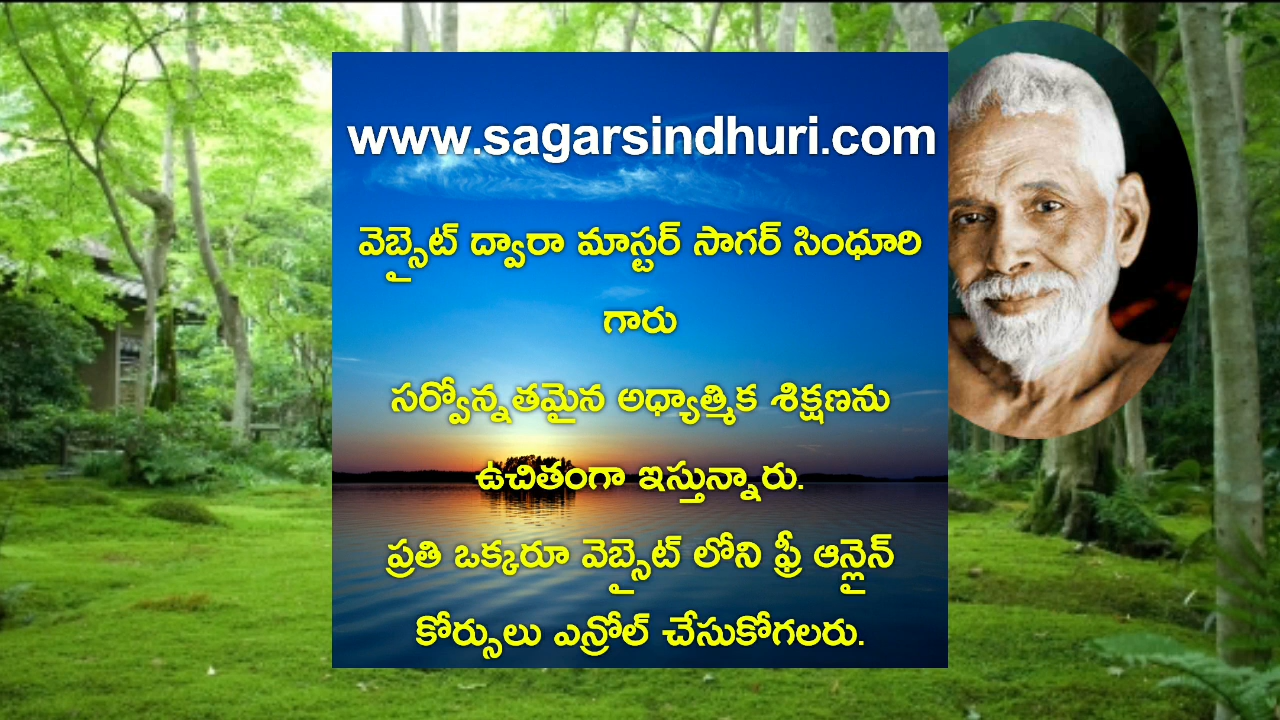 www.sagarsindhuri.com
వెబ్సైట్ ద్వారా మాస్టర్ సాగర్ సింధూరి
గారు
సర్వోన్నతమైన అధ్యాత్మిక శిక్షణను
ఉచితంగా ఇస్తున్నారు.
ప్రతి ఒక్కరూ వెబ్సైట్ లోని ఫ్రీ ఆన్లైన్
కోర్సులు ఎన్రోల్ చేసుకోగలరు.